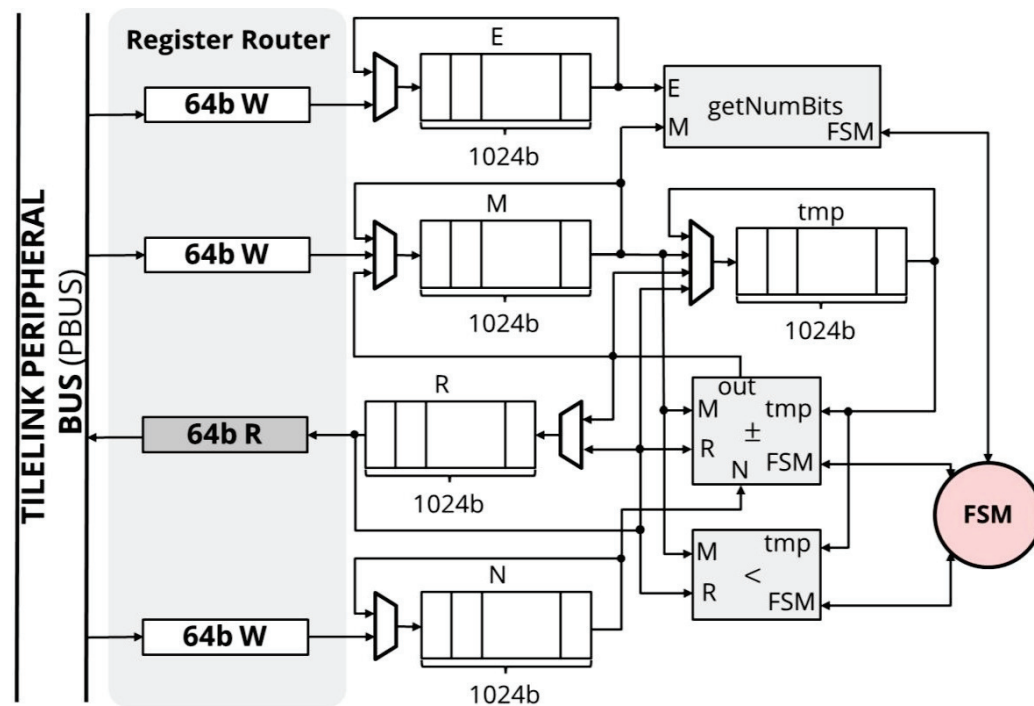 TILELINK PERIPHERAL
BUS (PBUS)
Register Router
64b W
E
1024b
E
M
getNumBits
FSM
64b W
M
1024b
tmp
1024b
64b R
R
1024b
out
M
tmp
±
R
FSM
N
FSM
M
tmp
<
R
FSM
64b W
N
1024b